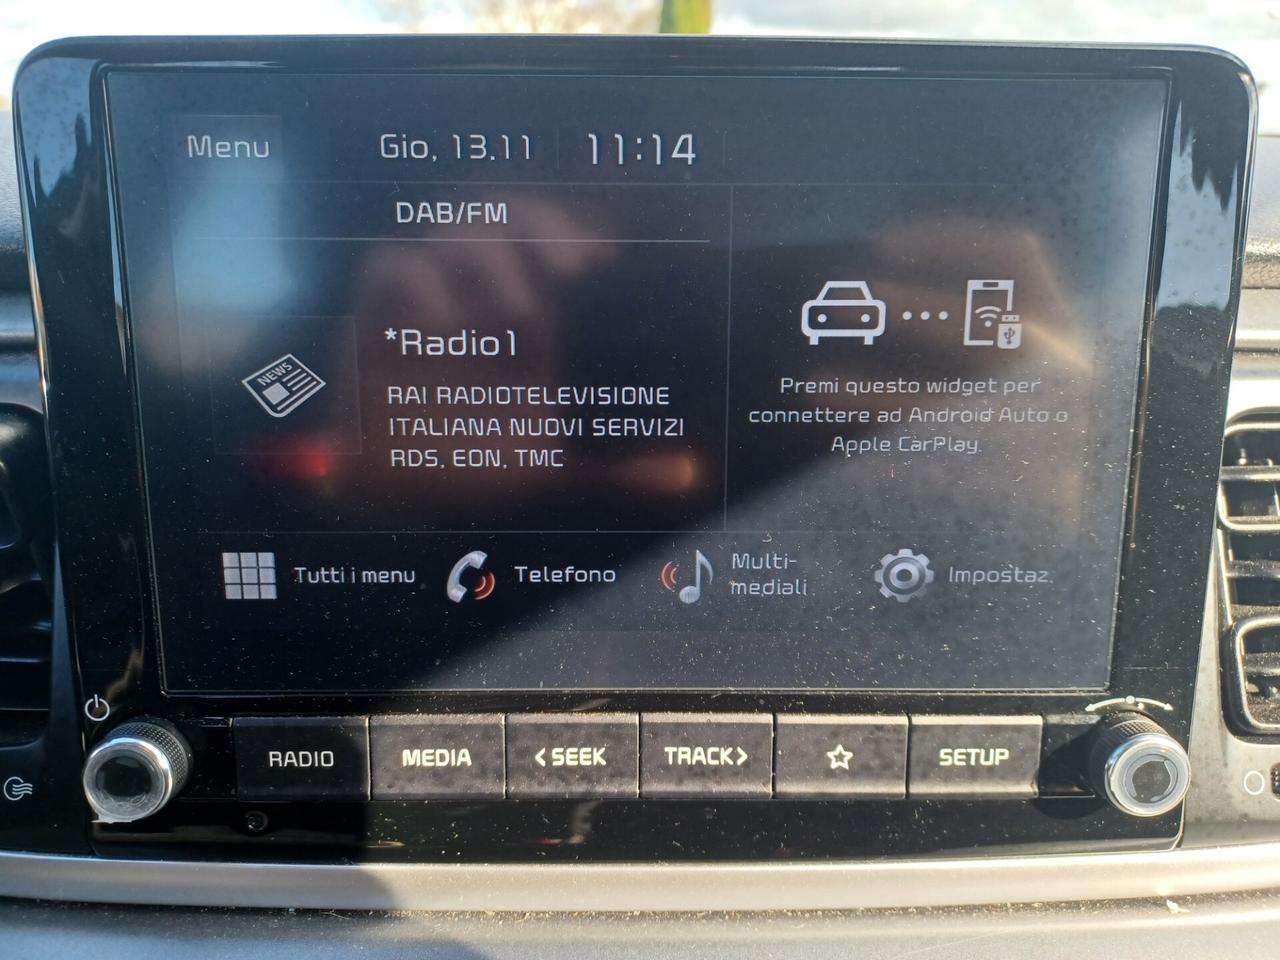 Menu
Gio, 13.11
11:14
DAB/FM
NEWS
*Radio1
RAI RADIOTELEVISIONE
ITALIANA NUOVI SERVIZI
RDS, EON, TMC
Premi questo widget per
connettere ad Android Auto o
Apple CarPlay.
Tutti i menu
Telefono
Multi-
mediali
Impostaz.
RADIO
MEDIA
<SEEK
TRACK>
SETUP